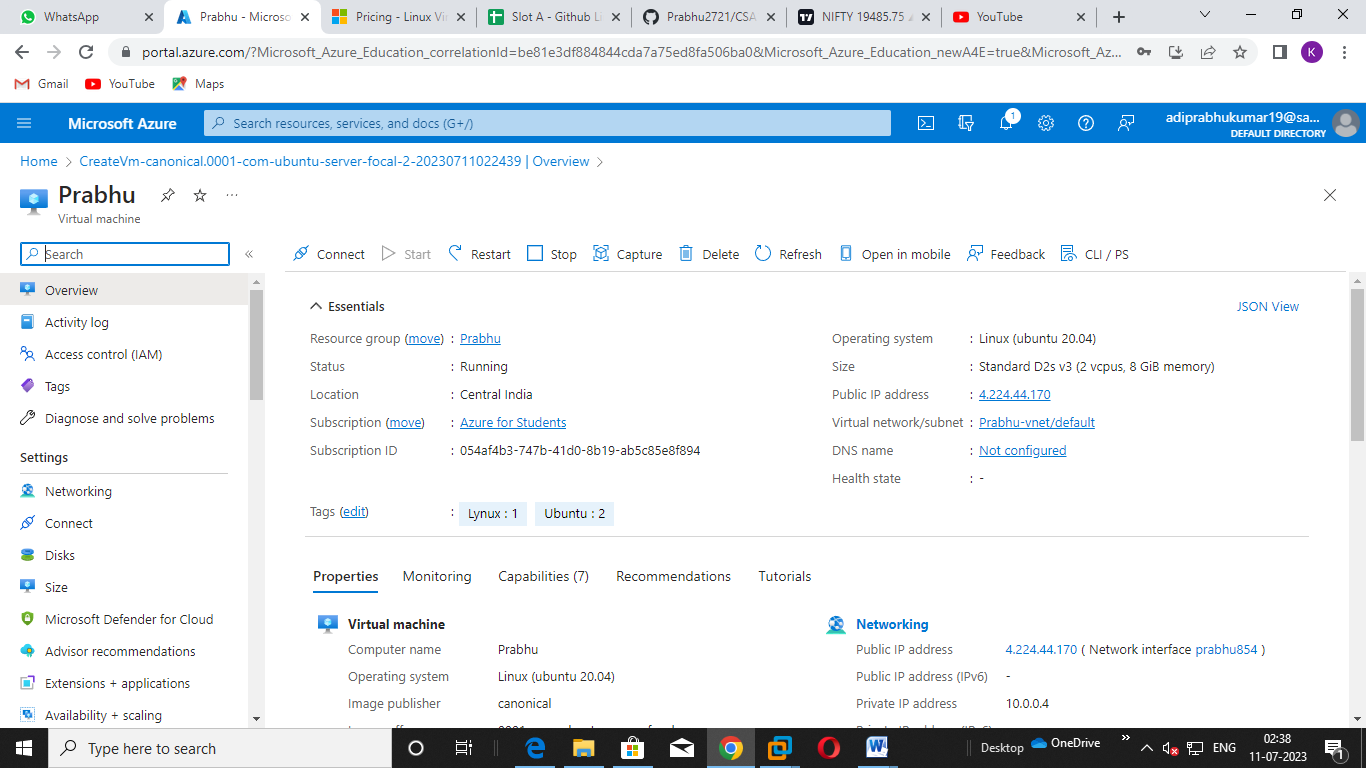 WhatsApp
Prabhu - Microso
Pricing - Linux Vi
Slot A - Github Li
Prabhu2721/CSA
NIFTY 19485.75
YouTube
portal.azure.com/?Microsoft_Azure_Education_correlationId=be81e3df884844cda7a75ed8fa506ba0&Microsoft_Azure_Education_newA4E=true&Microsoft_Az...
K
Gmail YouTube Maps
Microsoft Azure
Search resources, services, and docs (G+/)
1
adiprabhukumar19@sa...
DEFAULT DIRECTORY
Home > CreateVm-canonical.0001-com-ubuntu-server-focal-2-20230711022439 | Overview >
Prabhu
Virtual machine
Search
«
Connect Start Restart Stop Capture Delete Refresh Open in mobile Feedback CLI / PS
Overview
Activity log
Access control (IAM)
Tags
Diagnose and solve problems
Settings
Networking
Connect
Disks
Size
Microsoft Defender for Cloud
Advisor recommendations
Extensions + applications
Availability + scaling
Essentials
JSON View
Resource group (move) : Prabhu
Status : Running
Location : Central India
Subscription (move) : Azure for Students
Subscription ID : 054af4b3-747b-41d0-8b19-ab5c85e8f894
Operating system : Linux (ubuntu 20.04)
Size : Standard D2s v3 (2 vcpus, 8 GiB memory)
Public IP address : 4.224.44.170
Virtual network/subnet : Prabhu-vnet/default
DNS name : Not configured
Health state : -
Tags (edit) : Lynux : 1 Ubuntu : 2
Properties Monitoring Capabilities (7) Recommendations Tutorials
Virtual machine
Computer name Prabhu
Operating system Linux (ubuntu 20.04)
Image publisher canonical
Networking
Public IP address 4.224.44.170 ( Network interface prabhu854 )
Public IP address (IPv6) -
Private IP address 10.0.0.4
Type here to search
Desktop
OneDrive
»
ENG
02:38
11-07-2023
1